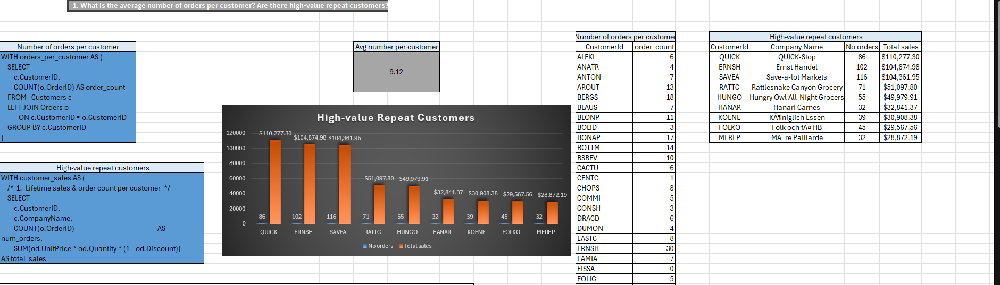 1. What is the average number of orders per customer? Are there high-value repeat customers?
Number of orders per customer
WITH orders_per_customer AS (
SELECT
c.CustomerID,
COUNT(o.OrderID) AS order_count
FROM Customers c
LEFT JOIN Orders o
ON c.CustomerID = o.CustomerID
GROUP BY c.CustomerID
)
High-value repeat customers
WITH customer_sales AS (
/* 1. Lifetime sales & order count per customer */
SELECT
c.CustomerID,
c.CompanyName,
COUNT(o.OrderID) AS
num_orders,
SUM(od.UnitPrice * od.Quantity * (1 - od.Discount))
AS total_sales
Avg number per customer
9.12
High-value Repeat Customers
120000
100000
80000
60000
40000
20000
0
$110,277.30 $104,874.98 $104,361.95 $51,097.80 $49,979.91 $32,841.37 $30,908.38 $29,567.56 $28,872.19
86 102 116 71 55 32 39 45 32
QUICK ERNSH SAVEA RATTC HUNGO HANAR KOENE FOLKO MEREP
No orders Total sales
Number of orders per customer
CustomerId order_count
ALFKI 6
ANATR 4
ANTON 7
AROUT 13
BERGS 18
BLAUS 7
BLONP 11
BOLID 3
BONAP 17
BOTTM 14
BSBEV 10
CACTU 6
CENTC 1
CHOPS 8
COMMI 5
CONSH 3
DRACD 6
DUMON 4
EASTC 8
ERNSH 30
FAMIA 7
FISSA 0
FOLIG 5
High-value repeat customers
CustomerId Company Name No orders Total sales
QUICK QUICK-Stop 86 $110,277.30
ERNSH Ernst Handel 102 $104,874.98
SAVEA Save-a-lot Markets 116 $104,361.95
RATTC Rattlesnake Canyon Grocery 71 $51,097.80
HUNGO Hungry Owl All-Night Grocers 55 $49,979.91
HANAR Hanari Carnes 32 $32,841.37
KOENE KÃ¶niglich Essen 39 $30,908.38
FOLKO Folk och fÃ¤ HB 45 $29,567.56
MEREP MÃ¨re Paillarde 32 $28,872.19